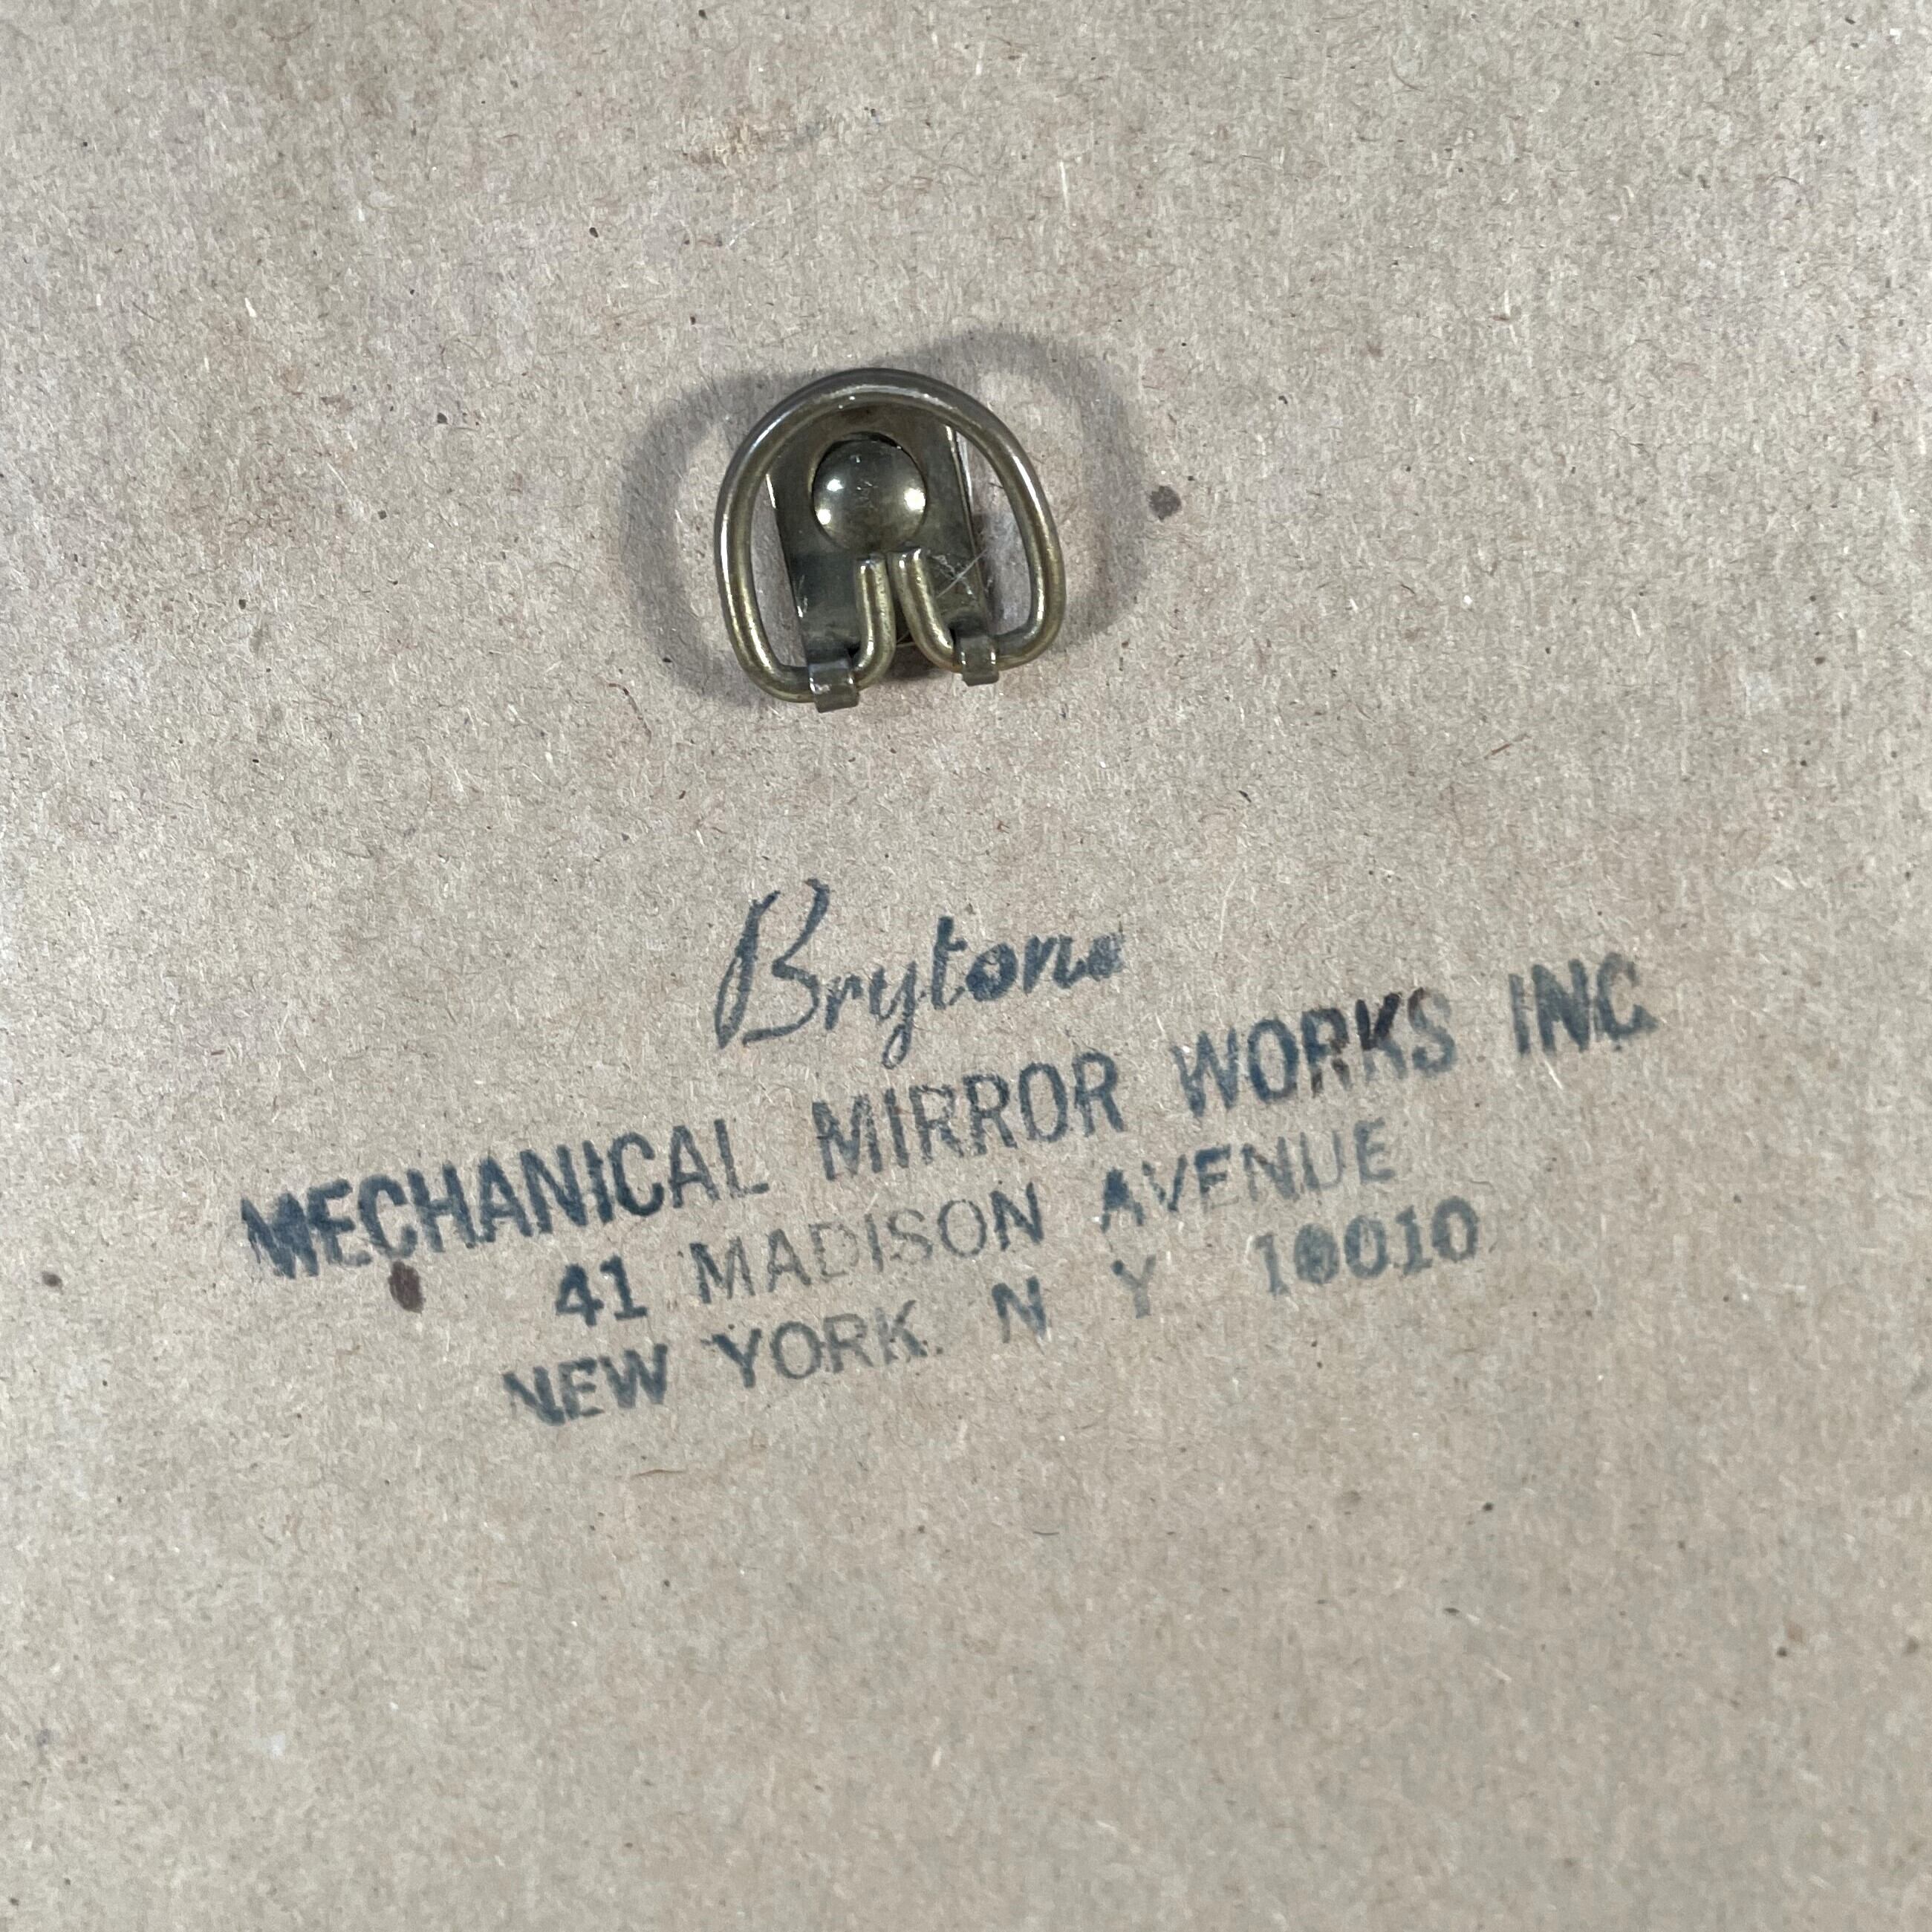 Brytone
MECHANICAL MIRROR WORKS INC
41 MADISON AVENUE
NEW YORK N Y 10010